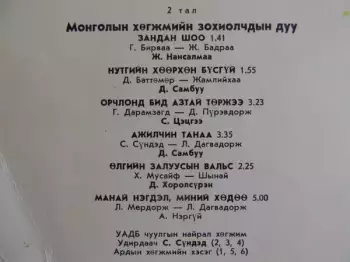 2 тал
Монголын хөгжмийн зохиолчдын дуу
ЗАНДАН ШОО 1.41
Г. Бирваа — Ж. Бадраа
Ж. Нансалмаа
НУТГИЙН ХӨӨРХӨН БҮСГҮЙ 1.55
Д. Баттөмөр — Жамлийхаа
Д. Самбуу
ОРЧЛОНД БИД АЗТАЙ ТӨРЖЭЭ 3.23
Г. Дарамзагд — Д. Пүрэвдорж
С. Цэцгээ
АЖИЛЧИН ТАНАА 3.35
С. Сүндэд — Л. Дагвадорж
Д. Самбуу
ӨЛГИЙН ЗАЛУУСЫН ВАЛЬС 2.25
Х. Мусайф — Шынай
Д. Хоролсүрэн
МАНАЙ НЭГДЭЛ, МИНИЙ ХӨДӨӨ 5.00
Л. Мердорж — Л. Дагвадорж
А. Нэргүй
УАДБ чуулгын найрал хөгжим
Удирдаач С. Сүндэд (2, 3, 4)
Ардын хөгжмийн хэсэг (1, 5, 6)